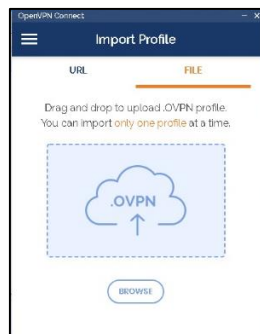 OpenVPN Connect
Import Profile
URL FILE
Drag and drop to upload .OVPN profile.
You can import only one profile at a time.
.OVPN
BROWSE